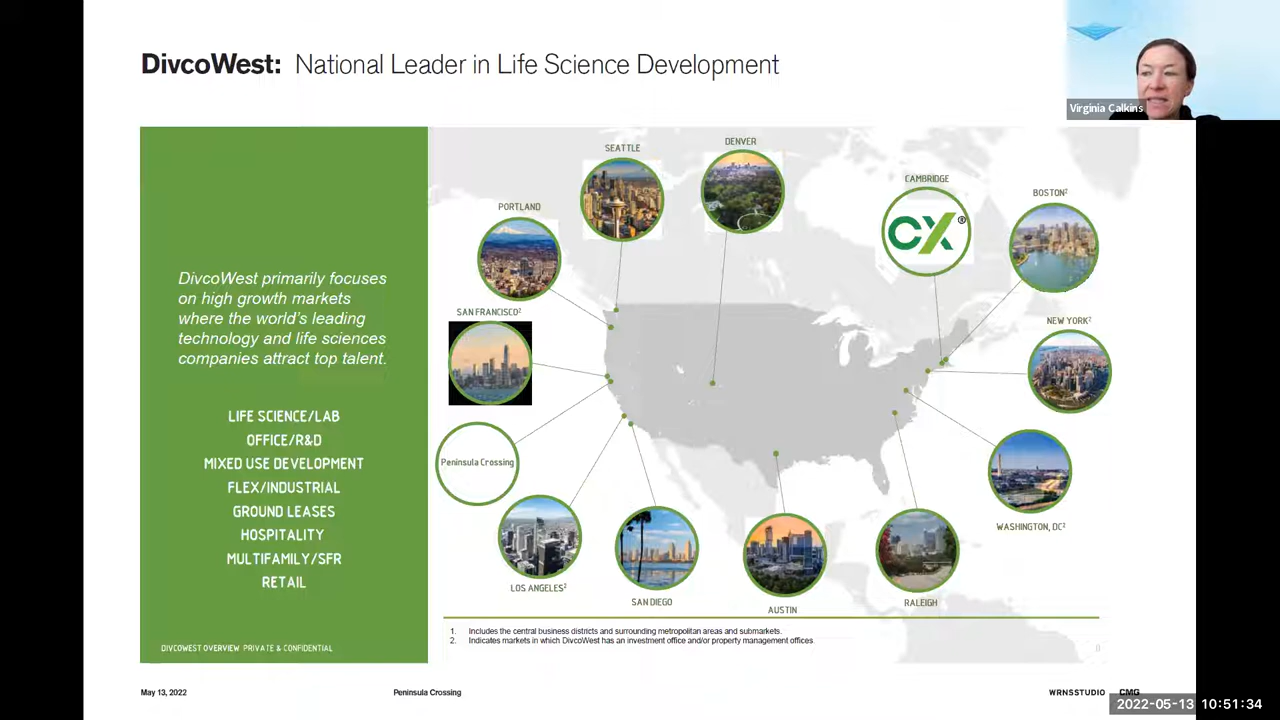 DivcoWest: National Leader in Life Science Development
Virginia Calkins
DivcoWest primarily focuses
on high growth markets
where the world's leading
technology and life sciences
companies attract top talent.
LIFE SCIENCE/LAB
OFFICE/R&D
MIXED USE DEVELOPMENT
FLEX/INDUSTRIAL
GROUND LEASES
HOSPITALITY
MULTIFAMILY/SFR
RETAIL
DIVCOWEST OVERVIEW PRIVATE & CONFIDENTIAL
SEATTLE
DENVER
CAMBRIDGE
CX®
BOSTON²
PORTLAND
SAN FRANCISCO²
NEW YORK²
Peninsula Crossing
WASHINGTON, DC²
LOS ANGELES²
SAN DIEGO
AUSTIN
RALEIGH
1. Includes the central business districts and surrounding metropolitan areas and submarkets.
2. Indicates markets in which DivcoWest has an investment office and/or property management offices.
0
May 13, 2022
Peninsula Crossing
WRNSSTUDIO CMG
2022-05-13 10:51:34